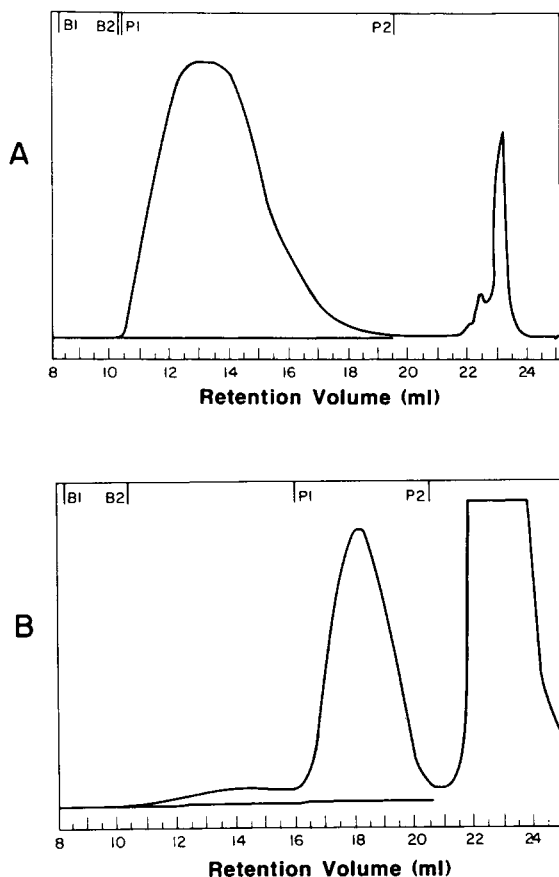 B1 B2 P1 P2
A
8 10 12 14 16 18 20 22 24
Retention Volume (ml)
B1 B2 P1 P2
B
8 10 12 14 16 18 20 22 24
Retention Volume (ml)